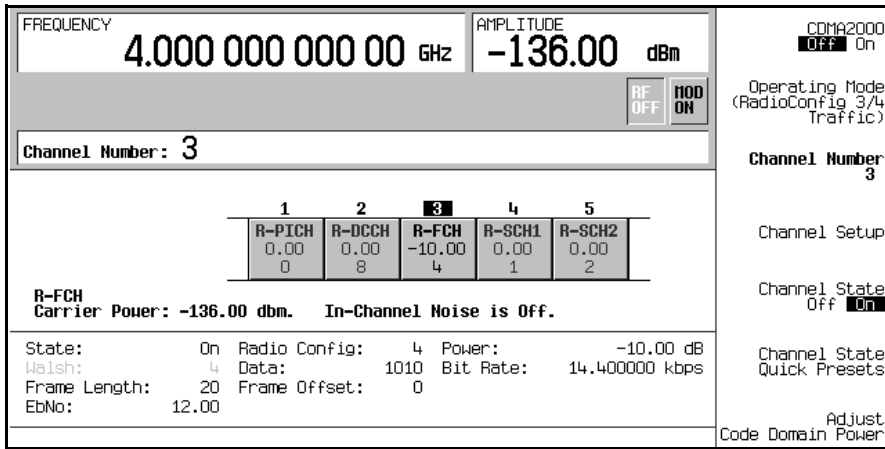 FREQUENCY
4.000 000 000 00 GHz
AMPLITUDE
-136.00 dBm
RF OFF
MOD ON
Channel Number: 3
1 2 3 4 5
R-PICH R-DCCH R-FCH R-SCH1 R-SCH2
0.00 0.00 -10.00 0.00 0.00
0 8 4 1 2
R-FCH
Carrier Power: -136.00 dbm. In-Channel Noise is Off.
State: On Radio Config: 4 Power: -10.00 dB
Walsh: 4 Data: 1010 Bit Rate: 14.400000 kbps
Frame Length: 20 Frame Offset: 0
EbNo: 12.00
CDMA2000
Off On
Operating Mode
(RadioConfig 3/4
Traffic)
Channel Number
3
Channel Setup
Channel State
Off On
Channel State
Quick Presets
Adjust
Code Domain Power